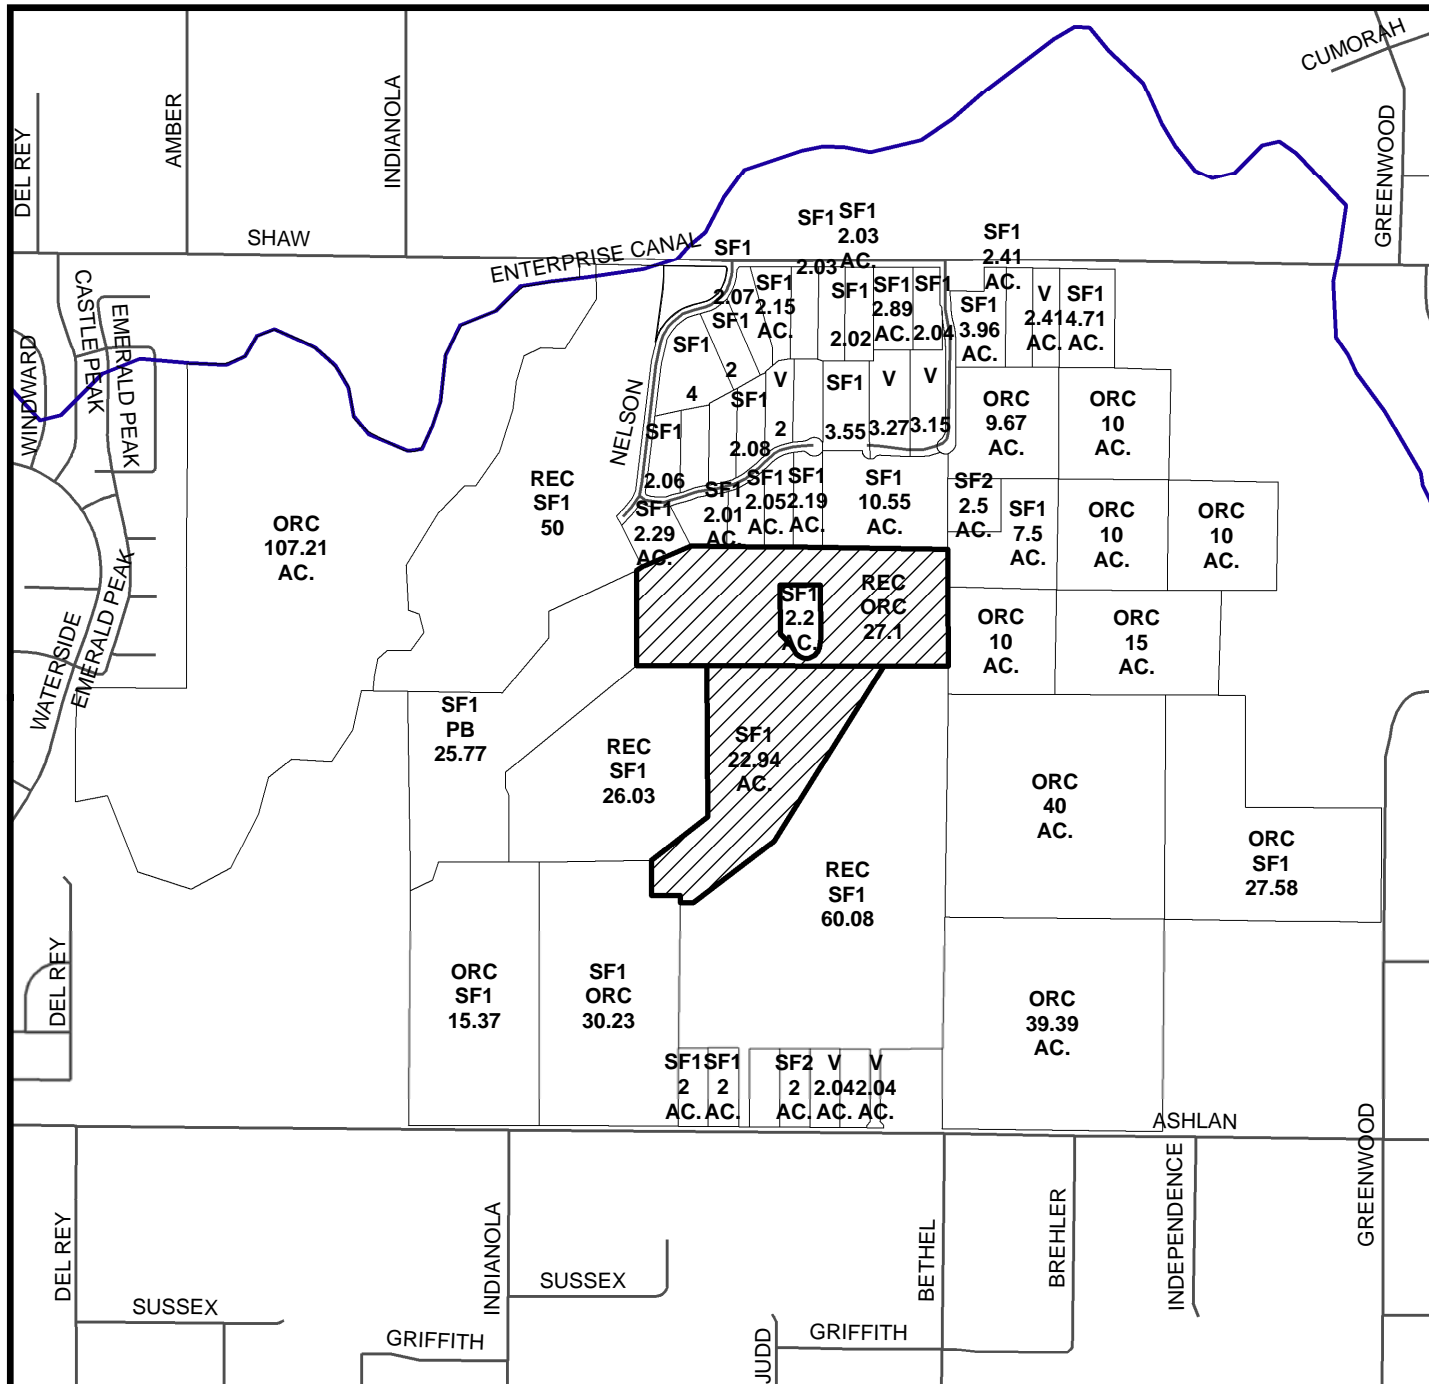 CUMORAH
DEL REY
AMBER
INDIANOLA
GREENWOOD
SHAW
ENTERPRISE CANAL
SF1
SF1
SF1
2.03
AC.
2.03
SF1
2.41
AC.
CASTLE PEAK
EMERALD PEAK
WINDWARD
2.07
SF1
SF1
2.15
AC.
SF1
2.02
SF1
2.89
AC.
SF1
2.04
SF1
3.96
AC.
V
2.41
AC.
SF1
4.71
AC.
SF1
4
2
NELSON
SF1
2.08
V
2
SF1
3.55
V
3.27
V
3.15
ORC
9.67
AC.
ORC
10
AC.
SF1
2.06
REC
SF1
50
SF1
2.29
AC.
SF1
2.01
AC.
SF1
2.05
AC.
SF1
2.19
AC.
SF1
10.55
AC.
SF2
2.5
AC.
SF1
7.5
AC.
ORC
10
AC.
ORC
10
AC.
ORC
107.21
AC.
EMERALD PEAK
WATERSIDE
SF1
2.2
AC.
REC
ORC
27.1
ORC
10
AC.
ORC
15
AC.
SF1
PB
25.77
REC
SF1
26.03
SF1
22.94
AC.
ORC
40
AC.
ORC
SF1
27.58
REC
SF1
60.08
DEL REY
ORC
SF1
15.37
SF1
ORC
30.23
ORC
39.39
AC.
SF1
2
AC.
SF1
2
AC.
SF2
2
AC.
V
2.04
AC.
V
2.04
AC.
ASHLAN
GREENWOOD
DEL REY
INDIANOLA
BETHEL
BREHLER
INDEPENDENCE
SUSSEX
SUSSEX
GRIFFITH
JUDD
GRIFFITH